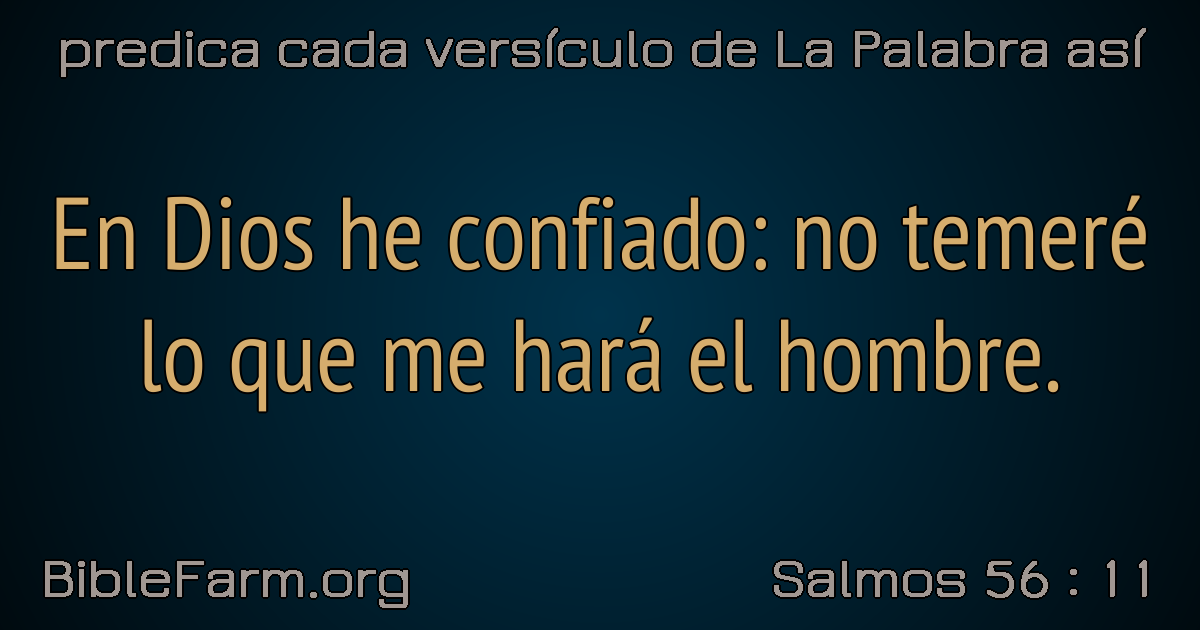 predica cada versículo de La Palabra así
En Dios he confiado: no temeré
lo que me hará el hombre.
BibleFarm.org
Salmos 56 : 11